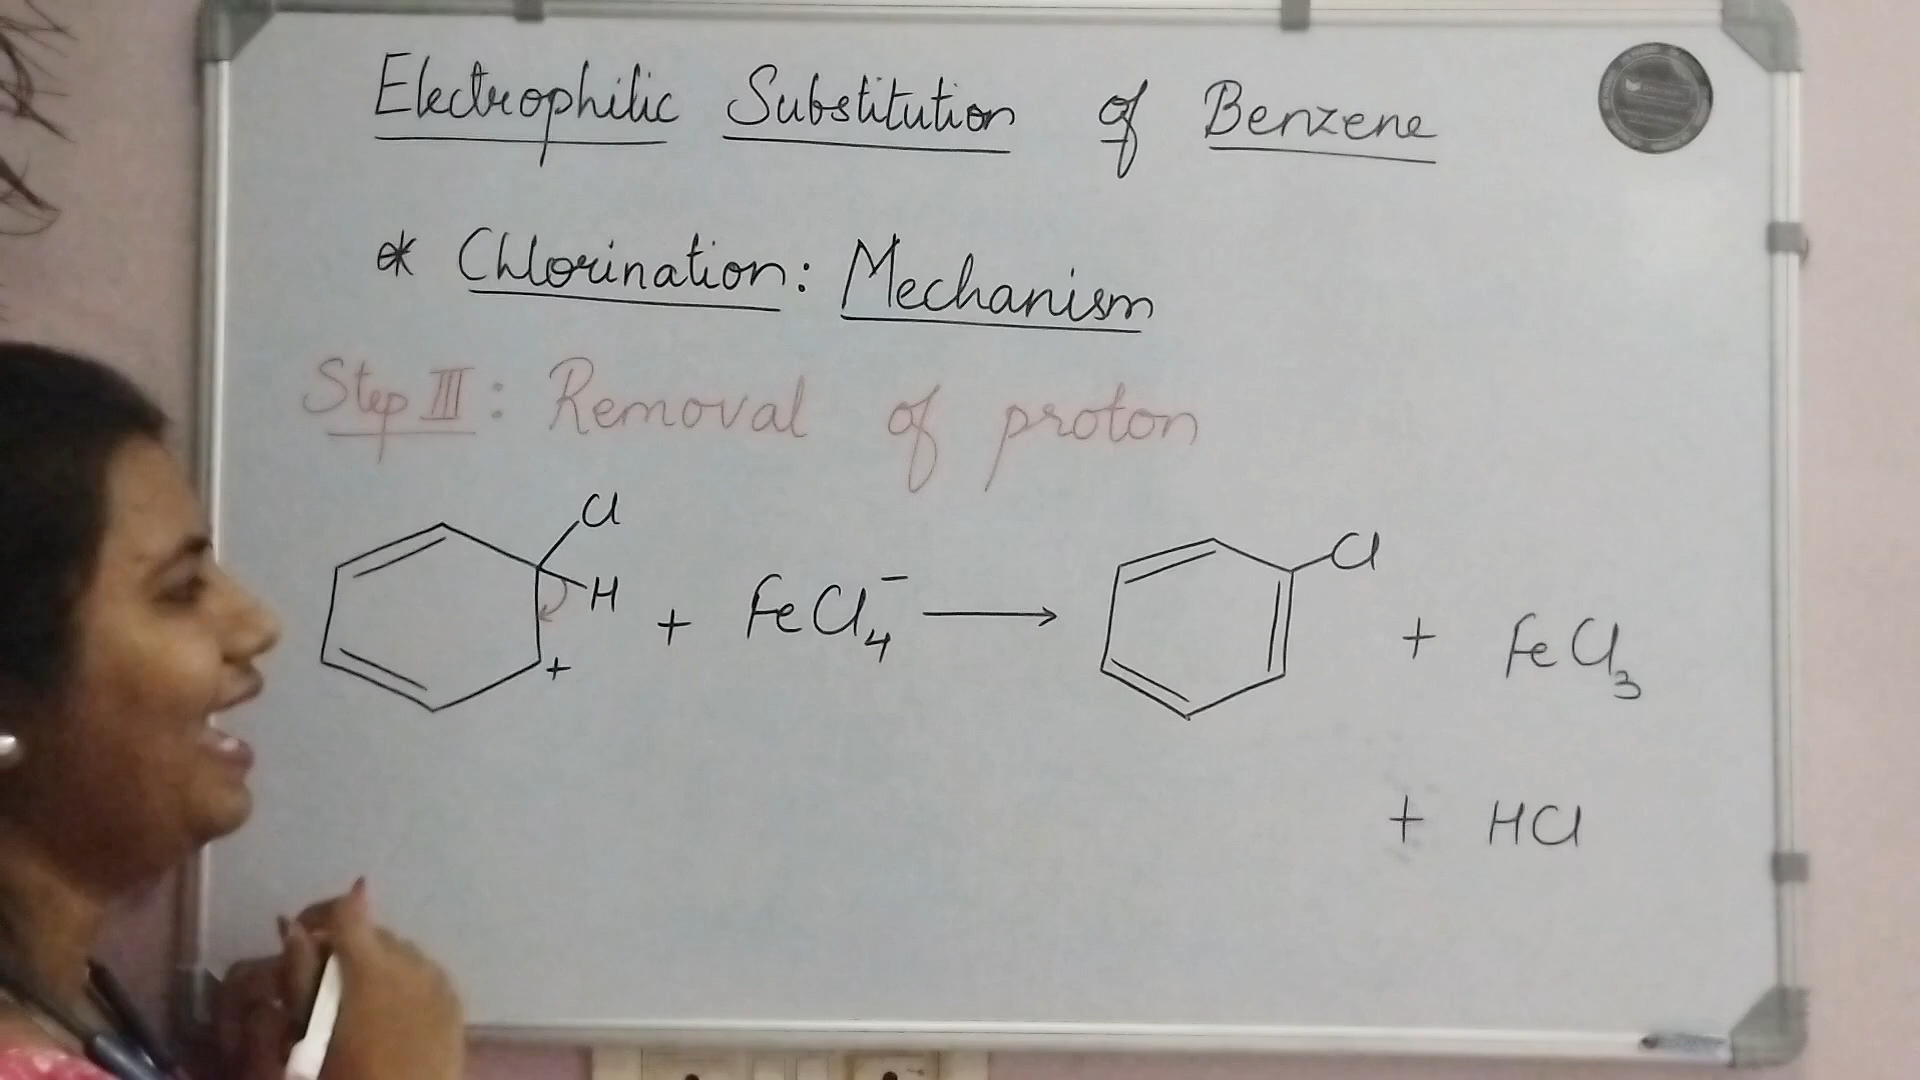 Electrophilic Substitution of Benzene
* Chlorination: Mechanism
Step III: Removal of proton
Cl
H + FeCl₄⁻ ⟶ Cl + FeCl₃
+
+ HCl